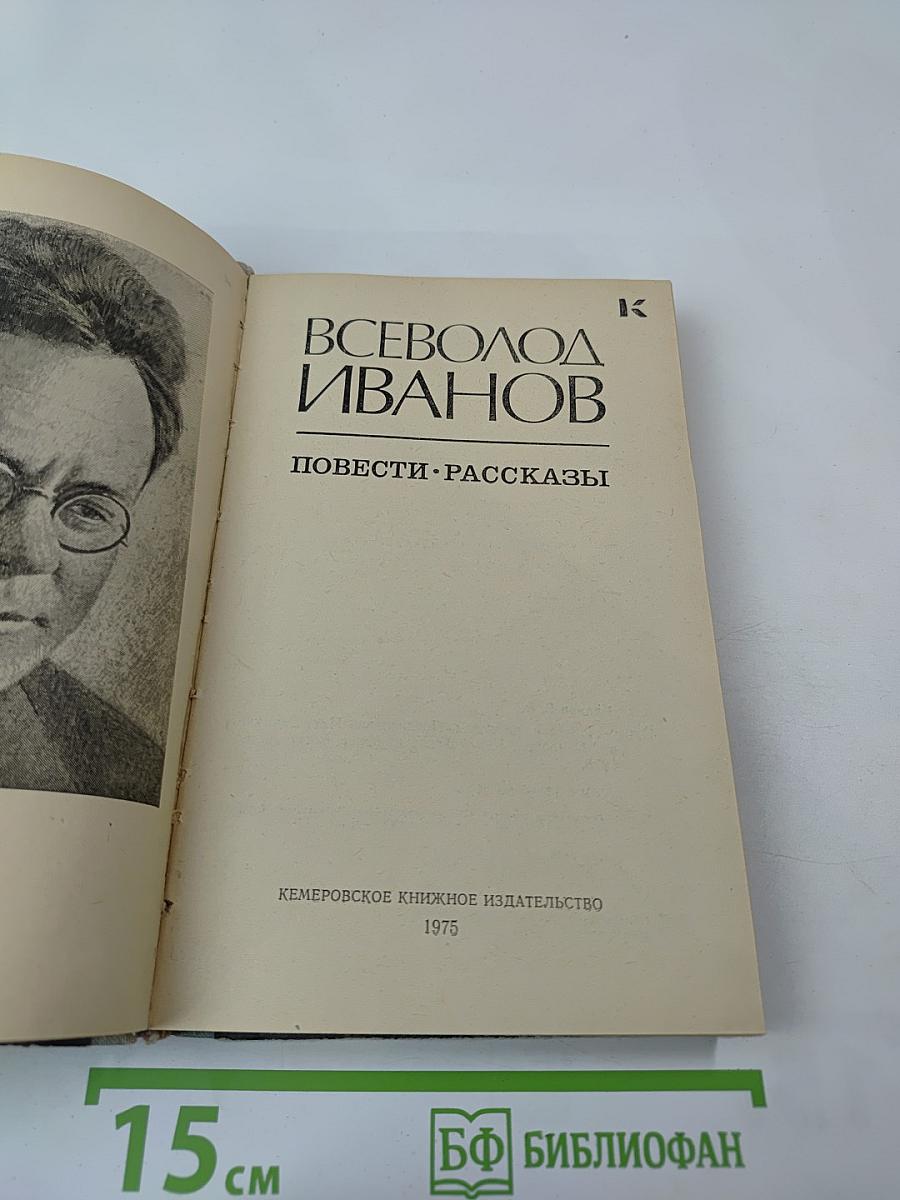 К
ВСЕВОЛОД
ИВАНОВ
ПОВЕСТИ • РАССКАЗЫ
КЕМЕРОВСКОЕ КНИЖНОЕ ИЗДАТЕЛЬСТВО
1975
15 см
БФ БИБЛИОФАН